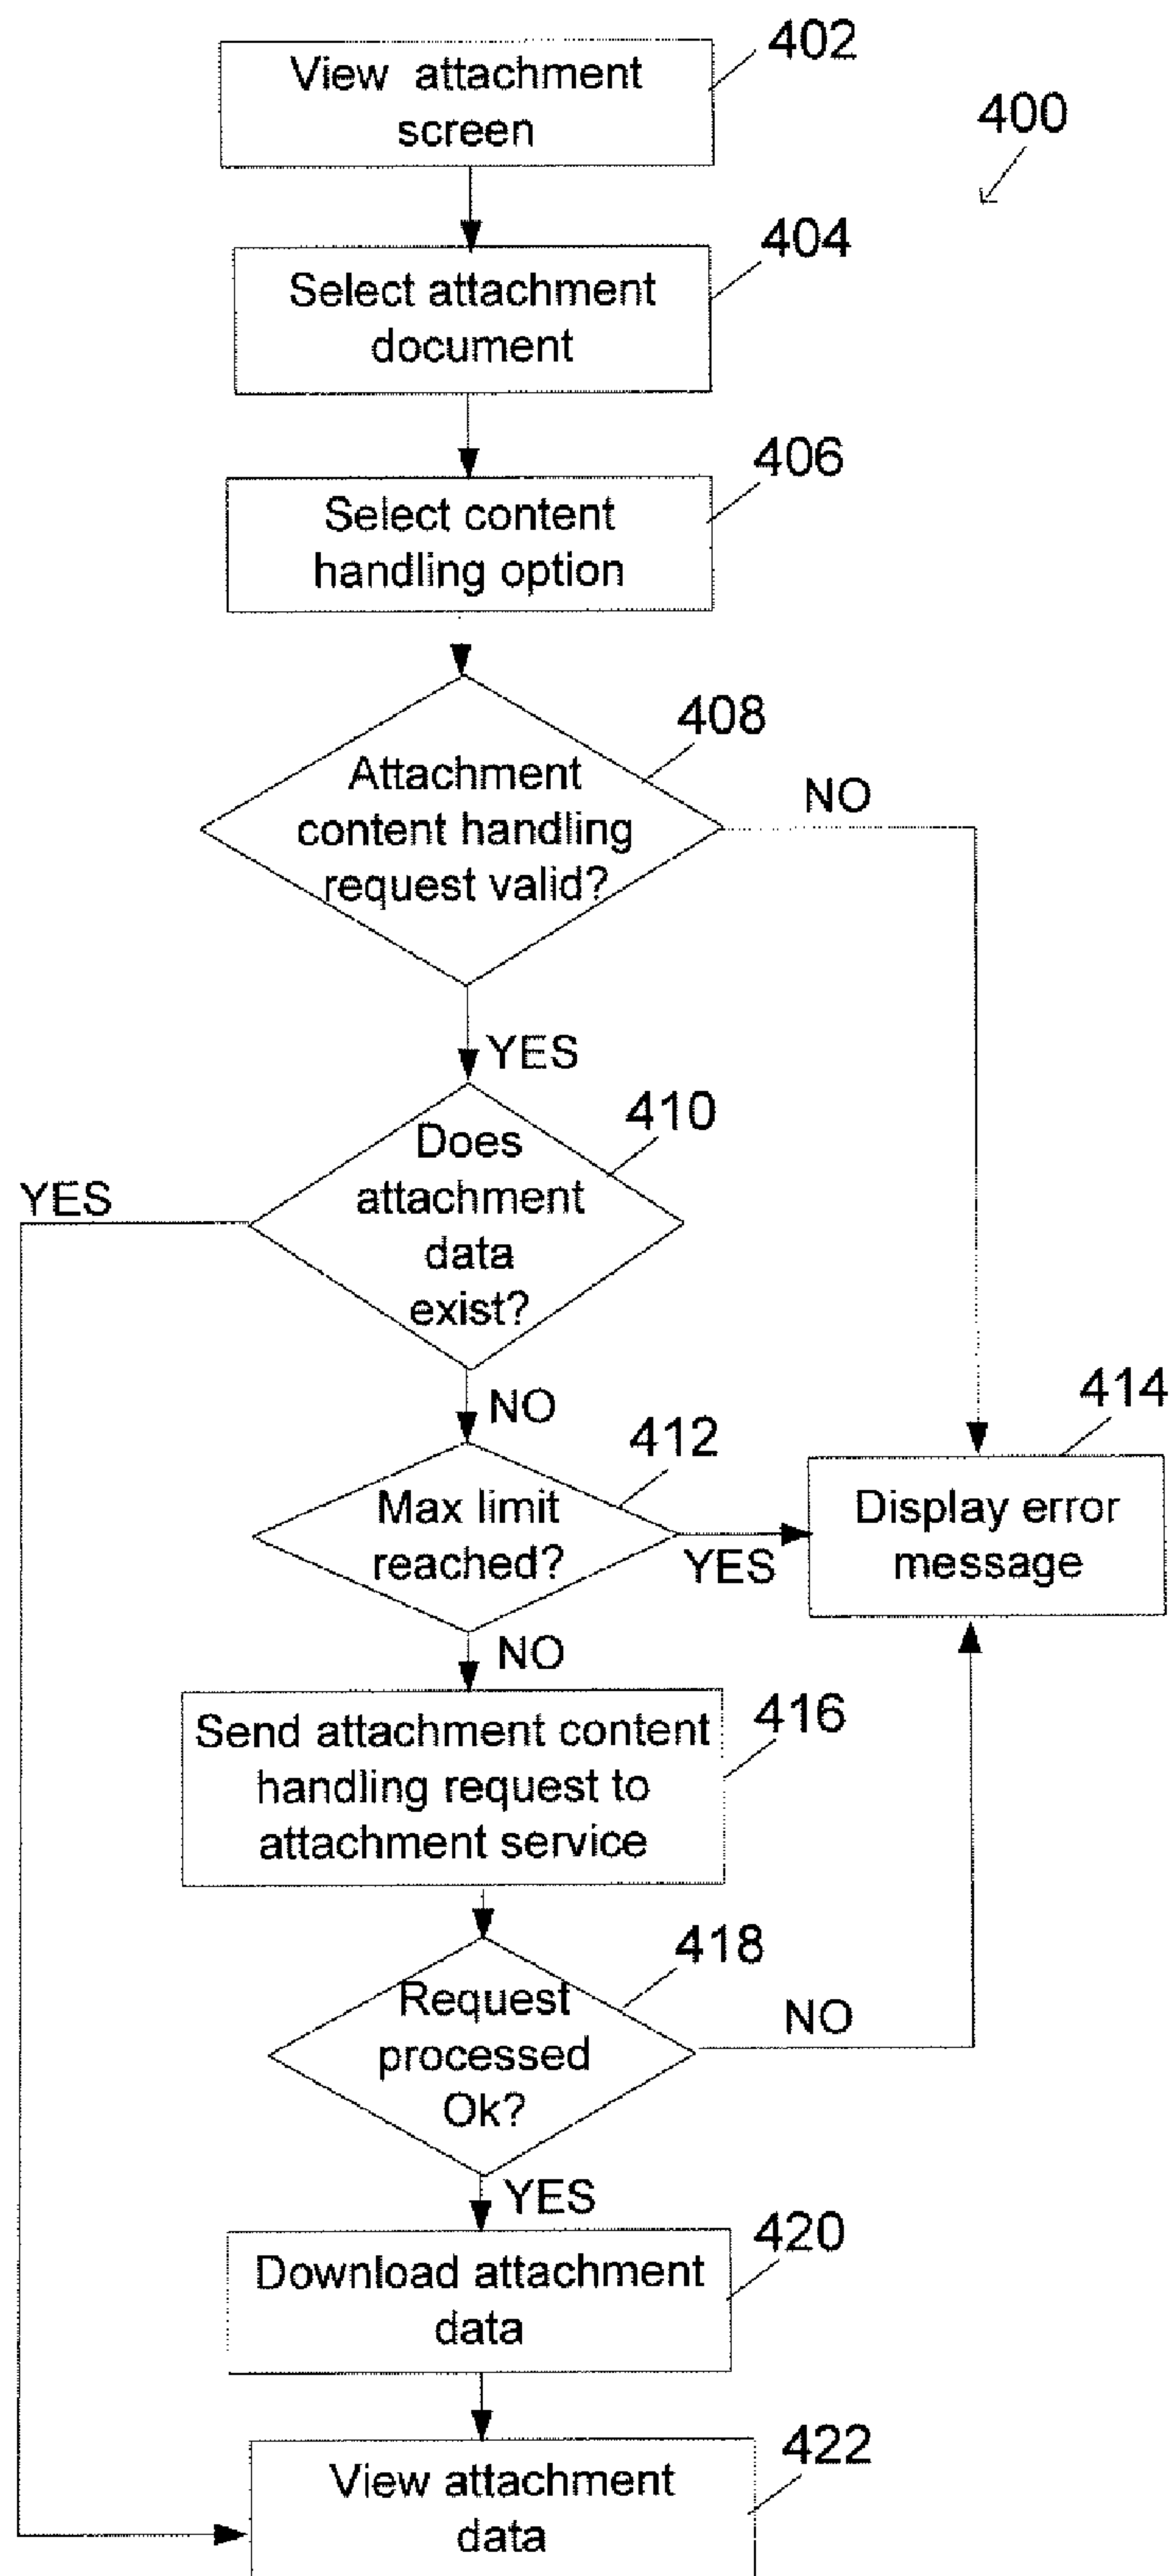 402
View attachment
screen
400
404
Select attachment
document
406
Select content
handling option
408
Attachment
content handling
request valid?
NO
YES
410
Does
attachment
data
exist?
YES
NO
412
Max limit
reached?
YES
414
Display error
message
NO
416
Send attachment content
handling request to
attachment service
418
Request
processed
Ok?
NO
YES
420
Download attachment
data
422
View attachment
data